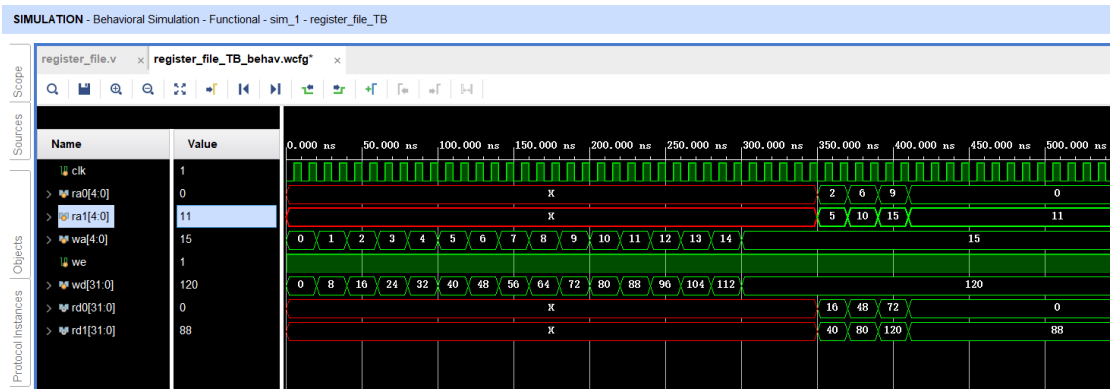 SIMULATION - Behavioral Simulation - Functional - sim_1 - register_file_TB
register_file.v × register_file_TB_behav.wcfg* ×
Scope
Sources
Objects
Protocol Instances
Name Value
0.000 ns 50.000 ns 100.000 ns 150.000 ns 200.000 ns 250.000 ns 300.000 ns 350.000 ns 400.000 ns 450.000 ns 500.000 ns
clk 1
ra0[4:0] 0 X 2 6 9 0
ra1[4:0] 11 X 5 10 15 11
wa[4:0] 15 0 1 2 3 4 5 6 7 8 9 10 11 12 13 14 15
we 1
wd[31:0] 120 0 8 16 24 32 40 48 56 64 72 80 88 96 104 112 120
rd0[31:0] 0 X 16 48 72 0
rd1[31:0] 88 X 40 80 120 88